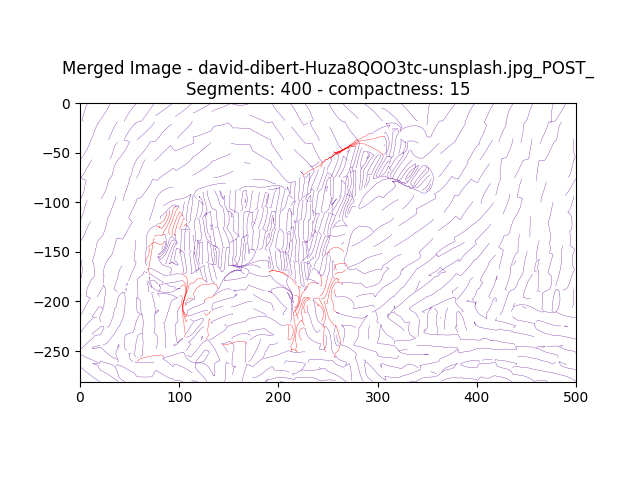 Merged Image - david-dibert-Huza8QOO3tc-unsplash.jpg_POST_
Segments: 400 - compactness: 15
0
−50
−100
−150
−200
−250
0 100 200 300 400 500